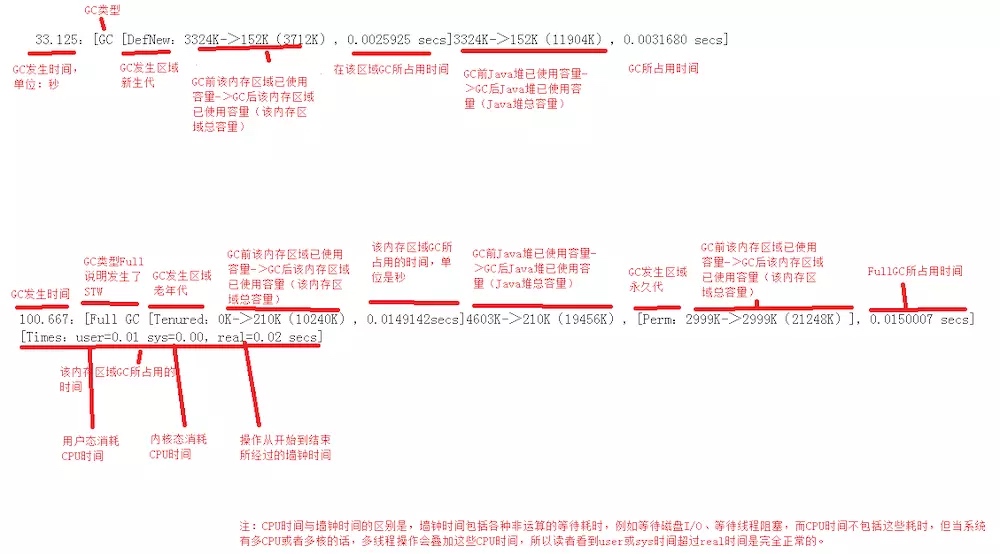 GC类型
33.125: [GC [DefNew: 3324K->152K (3712K) , 0.0025925 secs]3324K->152K (11904K) , 0.0031680 secs]
GC发生时间,
单位: 秒
GC发生区域
新生代
GC前该内存区域已使用
容量->GC后该内存区域
已使用容量（该内存区
域总容量）
在该区域GC所占用时间
GC前Java堆已使用容量-
>GC后Java堆已使用容
量（Java堆总容量）
GC所占用时间
GC发生时间
GC类型Full
说明发生了
STW
GC发生区域
老年代
GC前该内存区域已使用
容量->GC后该内存区域
已使用容量（该内存区
域总容量）
该内存区域GC所
占用的时间，单
位是秒
GC前Java堆已使用容量-
>GC后Java堆已使用容
量（Java堆总容量）
GC发生区域
永久代
GC前该内存区域已使用
容量->GC后该内存区域
已使用容量（该内存区
域总容量）
FullGC所占用时间
100.667: [Full GC [Tenured: 0K->210K (10240K) , 0.0149142secs]4603K->210K (19456K) , [Perm: 2999K->2999K (21248K) ], 0.0150007 secs]
[Times: user=0.01 sys=0.00, real=0.02 secs]
该内存区域GC所占用的
时间
用户态消耗
CPU时间
内核态消耗
CPU时间
操作从开始到结束
所经过的墙钟时间
注: CPU时间与墙钟时间的区别是，墙钟时间包括各种非运算的等待耗时，例如等待磁盘I/O、等待线程阻塞，而CPU时间不包括这些耗时，但当系统
有多CPU或者多核的话，多线程操作会叠加这些CPU时间，所以读者看到user或sys时间超过real时间是完全正常的。